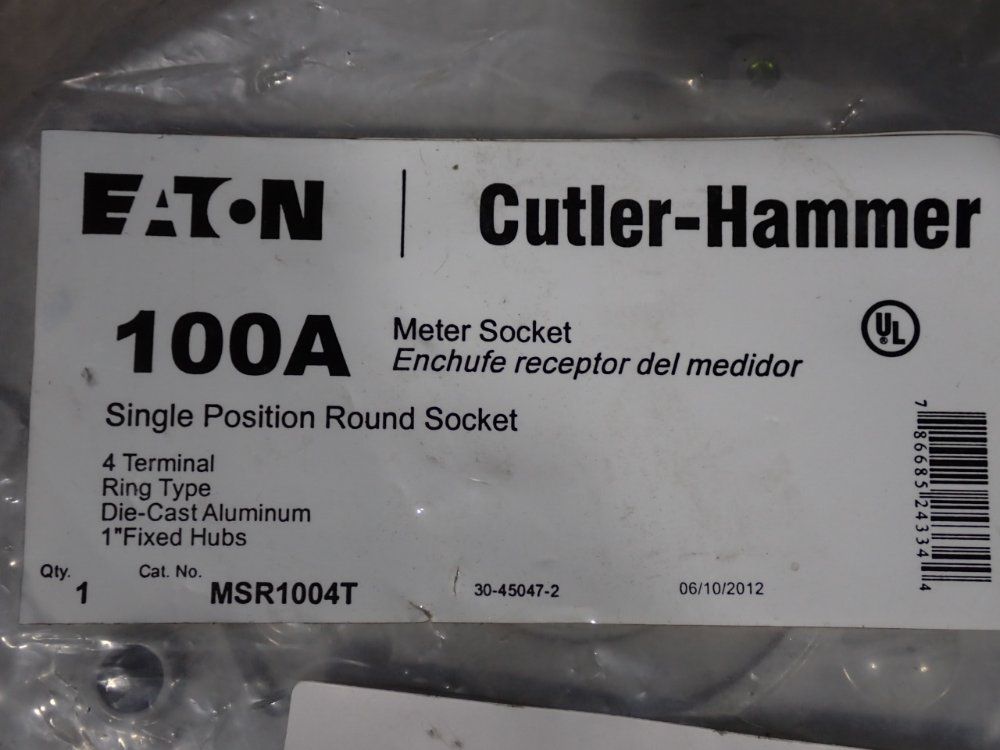 EATON | Cutler-Hammer
100A Meter Socket
Enchufe receptor del medidor
UL
Single Position Round Socket
4 Terminal
Ring Type
Die-Cast Aluminum
1"Fixed Hubs
Qty. Cat. No.
1 MSR1004T 30-45047-2 06/10/2012
7 86685 24334 4